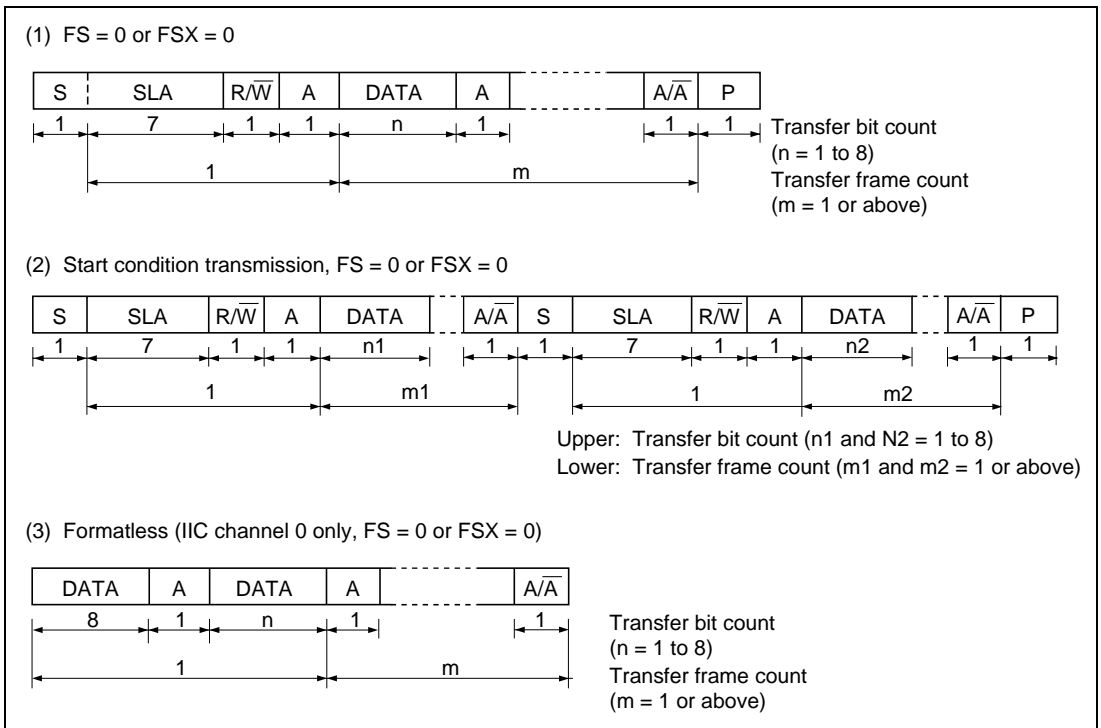 (1) FS = 0 or FSX = 0
S SLA R/W̅ A DATA A A/A̅ P
1 7 1 1 n 1 1 1
Transfer bit count
(n = 1 to 8)
1 m
Transfer frame count
(m = 1 or above)
(2) Start condition transmission, FS = 0 or FSX = 0
S SLA R/W̅ A DATA A/A̅ S SLA R/W̅ A DATA A/A̅ P
1 7 1 1 n1 1 1 7 1 1 n2 1 1
1 m1 1 m2
Upper: Transfer bit count (n1 and N2 = 1 to 8)
Lower: Transfer frame count (m1 and m2 = 1 or above)
(3) Formatless (IIC channel 0 only, FS = 0 or FSX = 0)
DATA A DATA A A/A̅
8 1 n 1 1
Transfer bit count
(n = 1 to 8)
1 m
Transfer frame count
(m = 1 or above)